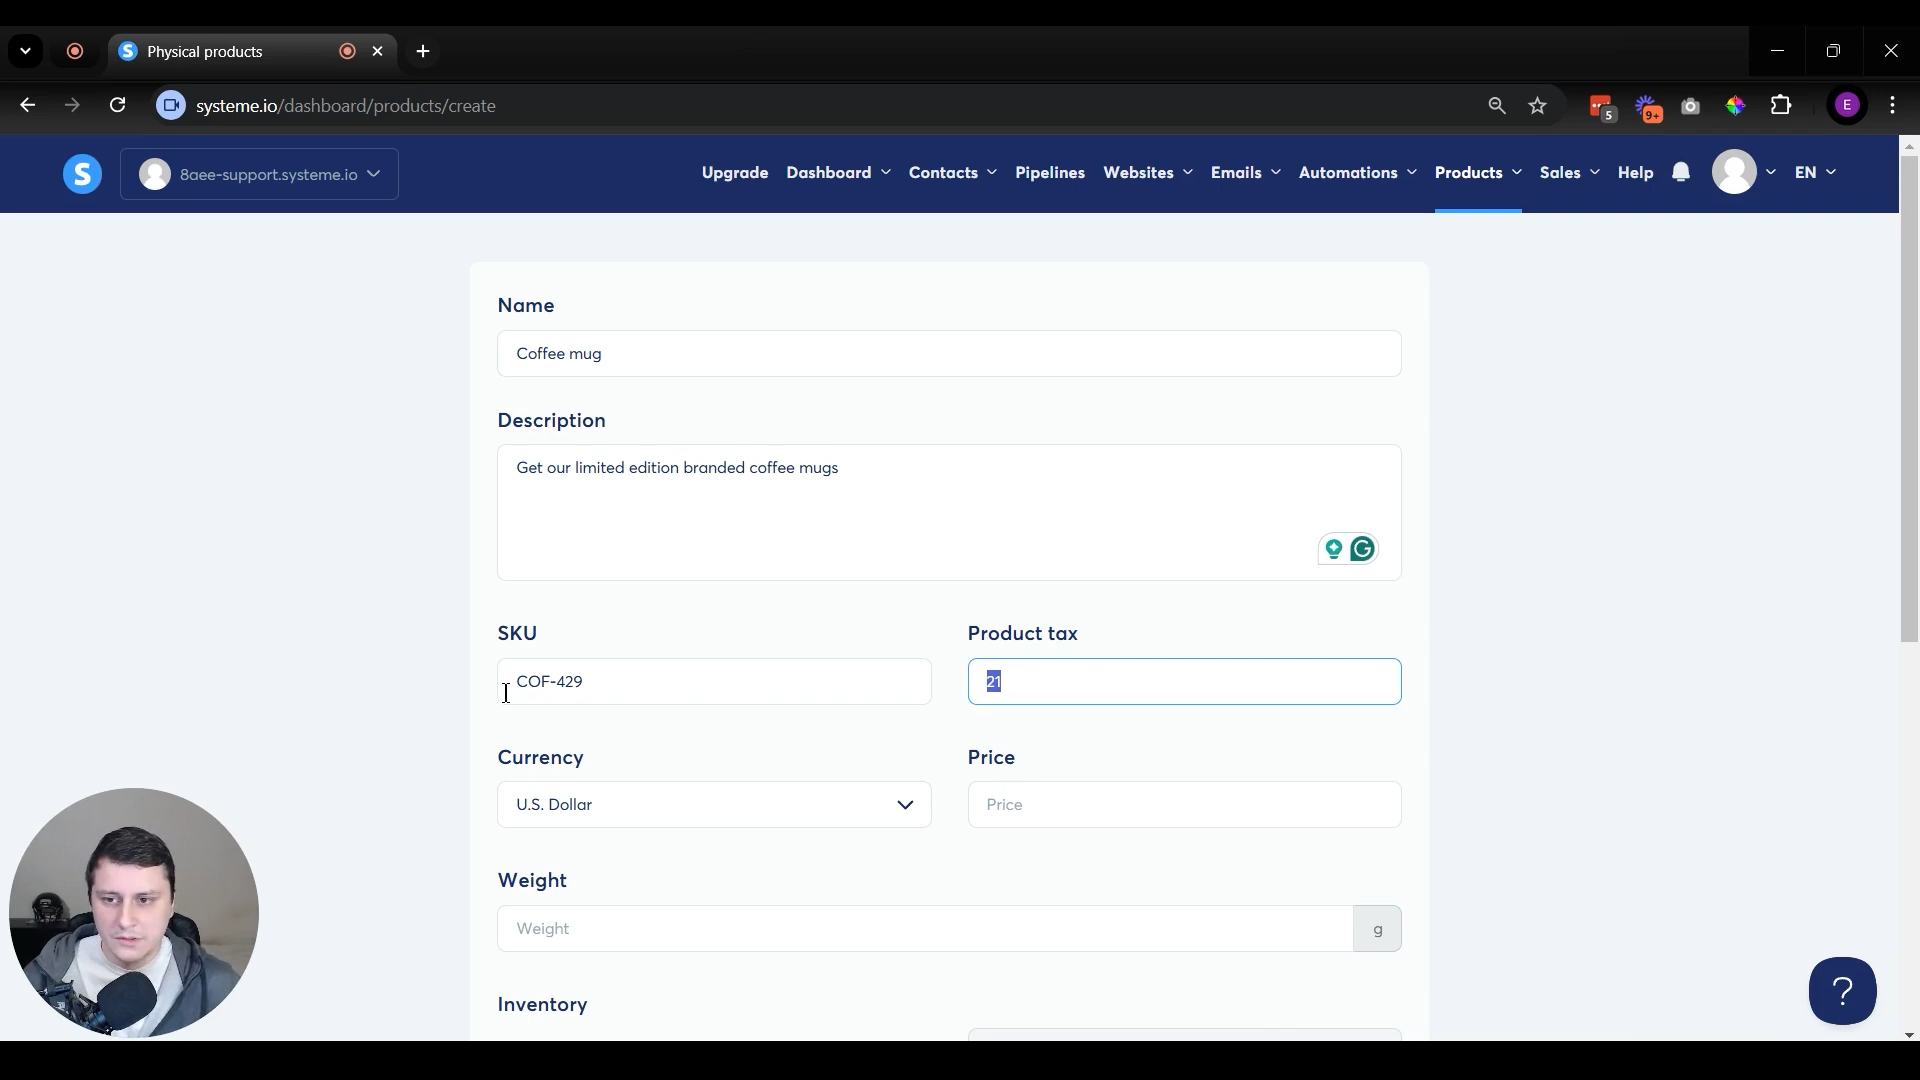 Physical products
systeme.io/dashboard/products/create
5
9+
E
S
8aee-support.systeme.io
Upgrade
Dashboard
Contacts
Pipelines
Websites
Emails
Automations
Products
Sales
Help
EN
Name
Coffee mug
Description
Get our limited edition branded coffee mugs
SKU
Product tax
COF-429
21
Currency
Price
U.S. Dollar
Price
Weight
Weight
g
Inventory
?